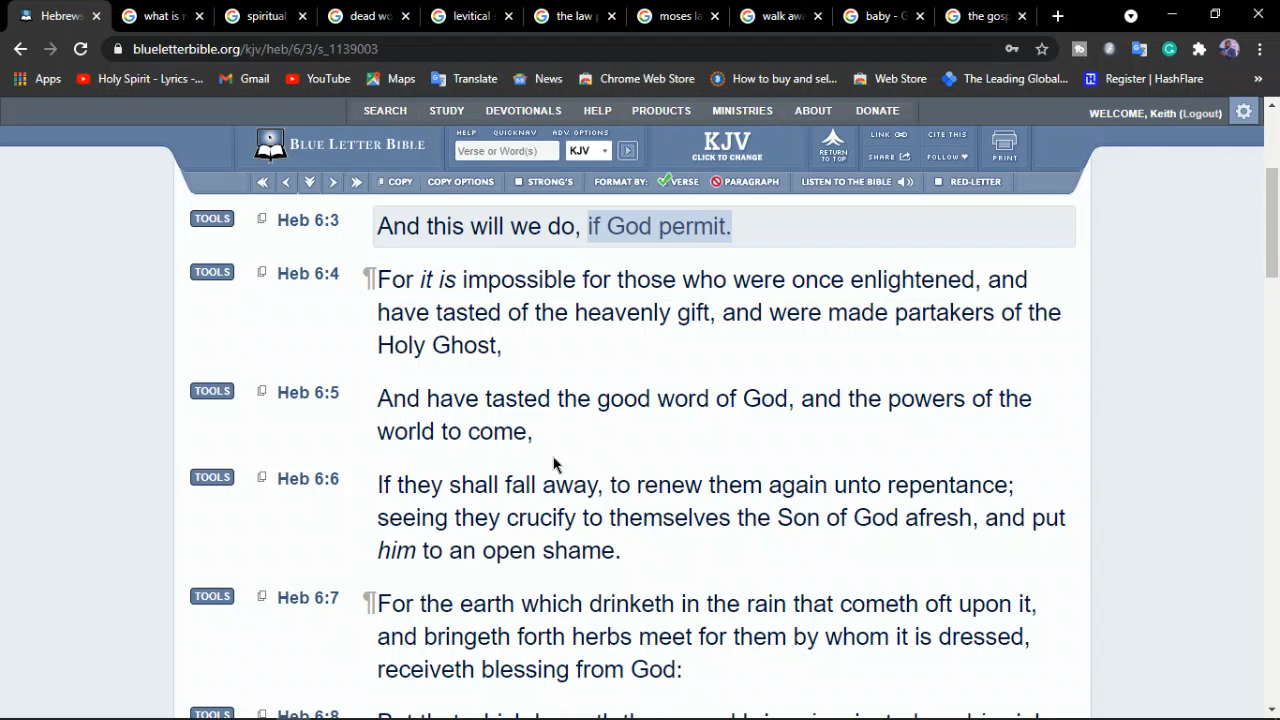 Hebrews
what is
spiritual
dead wo
levitical
the law
moses la
walk awa
baby - G
the gosp
blueletterbible.org/kjv/heb/6/3/s_1139003
Apps Holy Spirit - Lyrics -... Gmail YouTube Maps Translate News Chrome Web Store How to buy and sel... Web Store The Leading Global... Register | HashFlare »
SEARCH STUDY DEVOTIONALS HELP PRODUCTS MINISTRIES ABOUT DONATE WELCOME, Keith (Logout)
BLUE LETTER BIBLE
HELP QUICKNAV ADV. OPTIONS
Verse or Word(s) KJV
KJV
CLICK TO CHANGE
RETURN
TO TOP
LINK CITE THIS
SHARE FOLLOW
PRINT
COPY COPY OPTIONS STRONG'S FORMAT BY: VERSE PARAGRAPH LISTEN TO THE BIBLE RED-LETTER
TOOLS Heb 6:3 And this will we do, if God permit.
TOOLS Heb 6:4 ¶For it is impossible for those who were once enlightened, and
have tasted of the heavenly gift, and were made partakers of the
Holy Ghost,
TOOLS Heb 6:5 And have tasted the good word of God, and the powers of the
world to come,
TOOLS Heb 6:6 If they shall fall away, to renew them again unto repentance;
seeing they crucify to themselves the Son of God afresh, and put
him to an open shame.
TOOLS Heb 6:7 ¶For the earth which drinketh in the rain that cometh oft upon it,
and bringeth forth herbs meet for them by whom it is dressed,
receiveth blessing from God:
TOOLS Heb 6:8